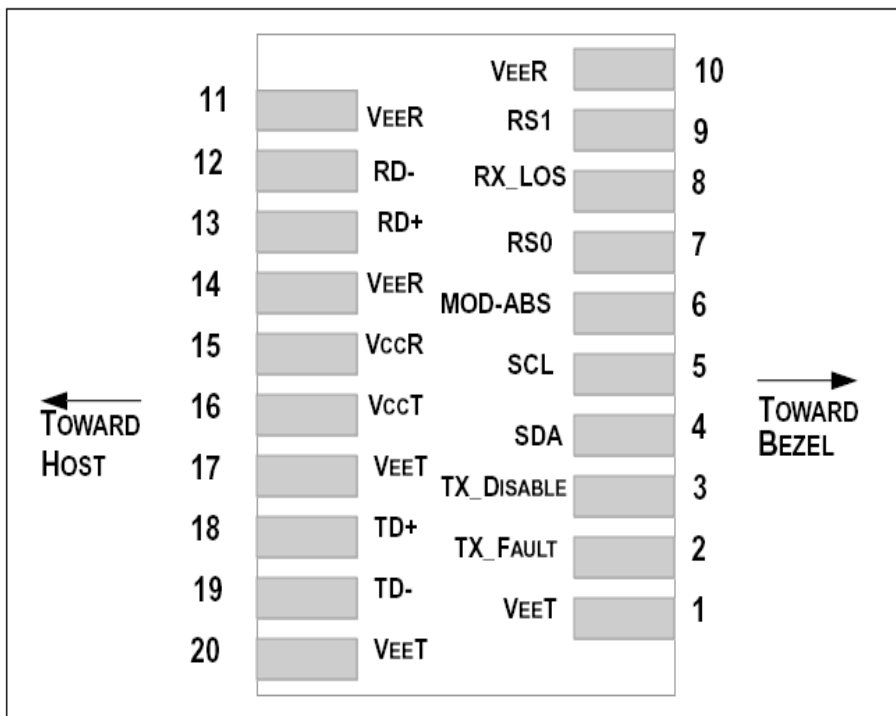 VEER 10
11 VEER
RS1 9
12 RD-
RX_LOS 8
13 RD+
RS0 7
14 VEER
MOD-ABS 6
15 VCCR
SCL 5
16 VCCT
TOWARD
HOST
TOWARD
BEZEL
SDA 4
17 VEET
TX_DISABLE 3
18 TD+
TX_FAULT 2
19 TD-
VEET 1
20 VEET